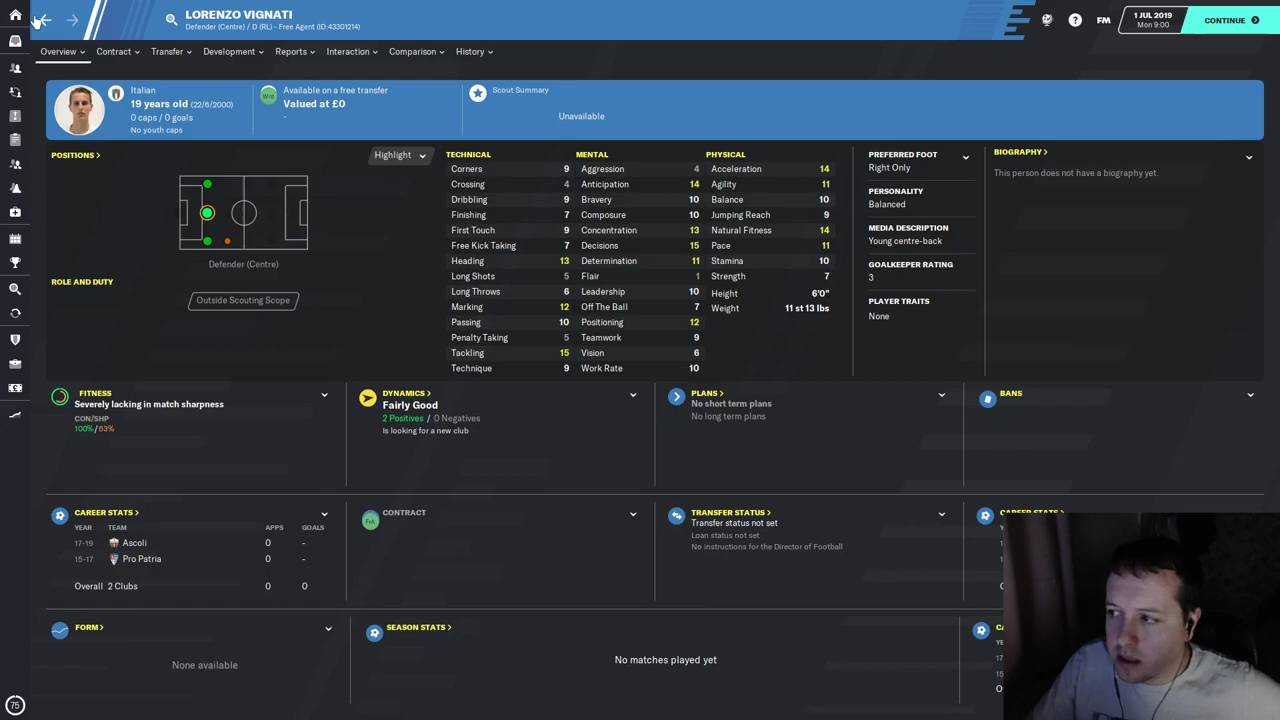 LORENZO VIGNATI
Defender (Centre) / D (RL) - Free Agent (ID:43301214)
FM
1 JUL 2019
Mon 9:00
CONTINUE
Overview
Contract
Transfer
Development
Reports
Interaction
Comparison
History
Italian
19 years old (22/6/2000)
0 caps / 0 goals
No youth caps
Wnt
Available on a free transfer
Valued at £0
-
Scout Summary
Unavailable
POSITIONS >
Highlight
Defender (Centre)
ROLE AND DUTY
Outside Scouting Scope
TECHNICAL
Corners 9
Crossing 4
Dribbling 9
Finishing 7
First Touch 9
Free Kick Taking 7
Heading 13
Long Shots 5
Long Throws 6
Marking 12
Passing 10
Penalty Taking 5
Tackling 15
Technique 9
MENTAL
Aggression 4
Anticipation 14
Bravery 10
Composure 10
Concentration 13
Decisions 15
Determination 11
Flair 1
Leadership 10
Off The Ball 7
Positioning 12
Teamwork 9
Vision 6
Work Rate 10
PHYSICAL
Acceleration 14
Agility 11
Balance 10
Jumping Reach 9
Natural Fitness 14
Pace 11
Stamina 10
Strength 7
Height 6'0"
Weight 11 st 13 lbs
PREFERRED FOOT
Right Only
PERSONALITY
Balanced
MEDIA DESCRIPTION
Young centre-back
GOALKEEPER RATING
3
PLAYER TRAITS
None
BIOGRAPHY >
This person does not have a biography yet.
FITNESS
Severely lacking in match sharpness
CON/SHP
100% / 63%
DYNAMICS >
Fairly Good
2 Positives / 0 Negatives
Is looking for a new club
PLANS >
No short term plans
No long term plans
BANS
CAREER STATS >
YEAR TEAM APPS GOALS
17-19 Ascoli 0 -
15-17 Pro Patria 0 -
Overall 2 Clubs 0 0
CONTRACT
FrA
TRANSFER STATUS >
Transfer status not set
Loan status not set
No instructions for the Director of Football
CAREER STATS >
FORM >
None available
SEASON STATS >
No matches played yet
75